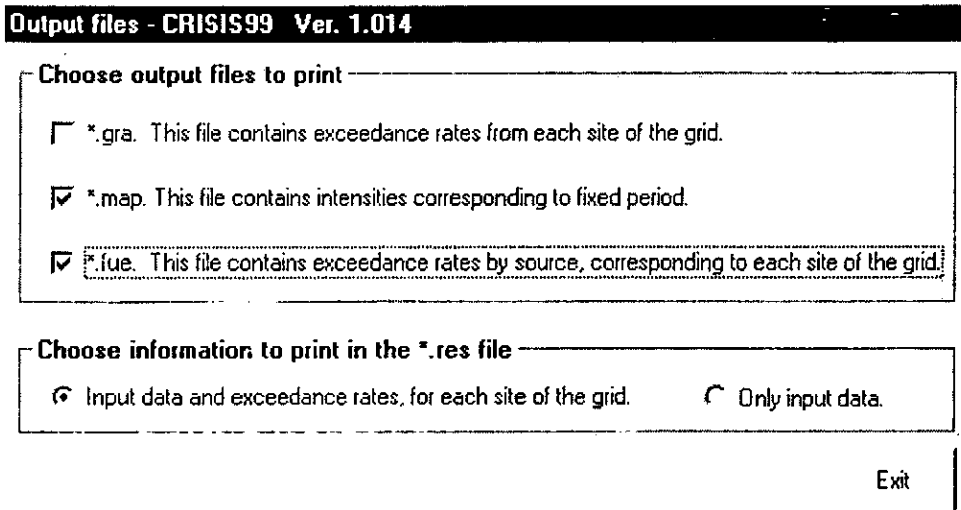 Output files - CRISIS99 Ver. 1.014
Choose output files to print
*.gra. This file contains exceedance rates from each site of the grid.
*.map. This file contains intensities corresponding to fixed period.
*.fue. This file contains exceedance rates by source, corresponding to each site of the grid.
Choose information to print in the *.res file
Input data and exceedance rates, for each site of the grid.
Only input data.
Exit